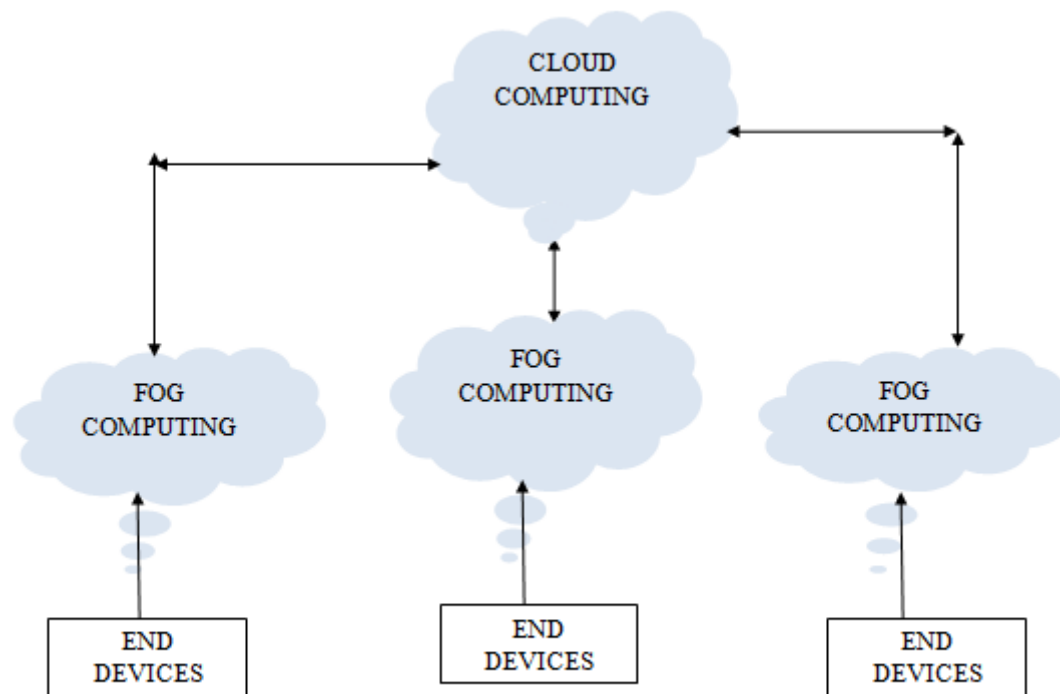 CLOUD
COMPUTING
FOG
COMPUTING
FOG
COMPUTING
FOG
COMPUTING
END
DEVICES
END
DEVICES
END
DEVICES